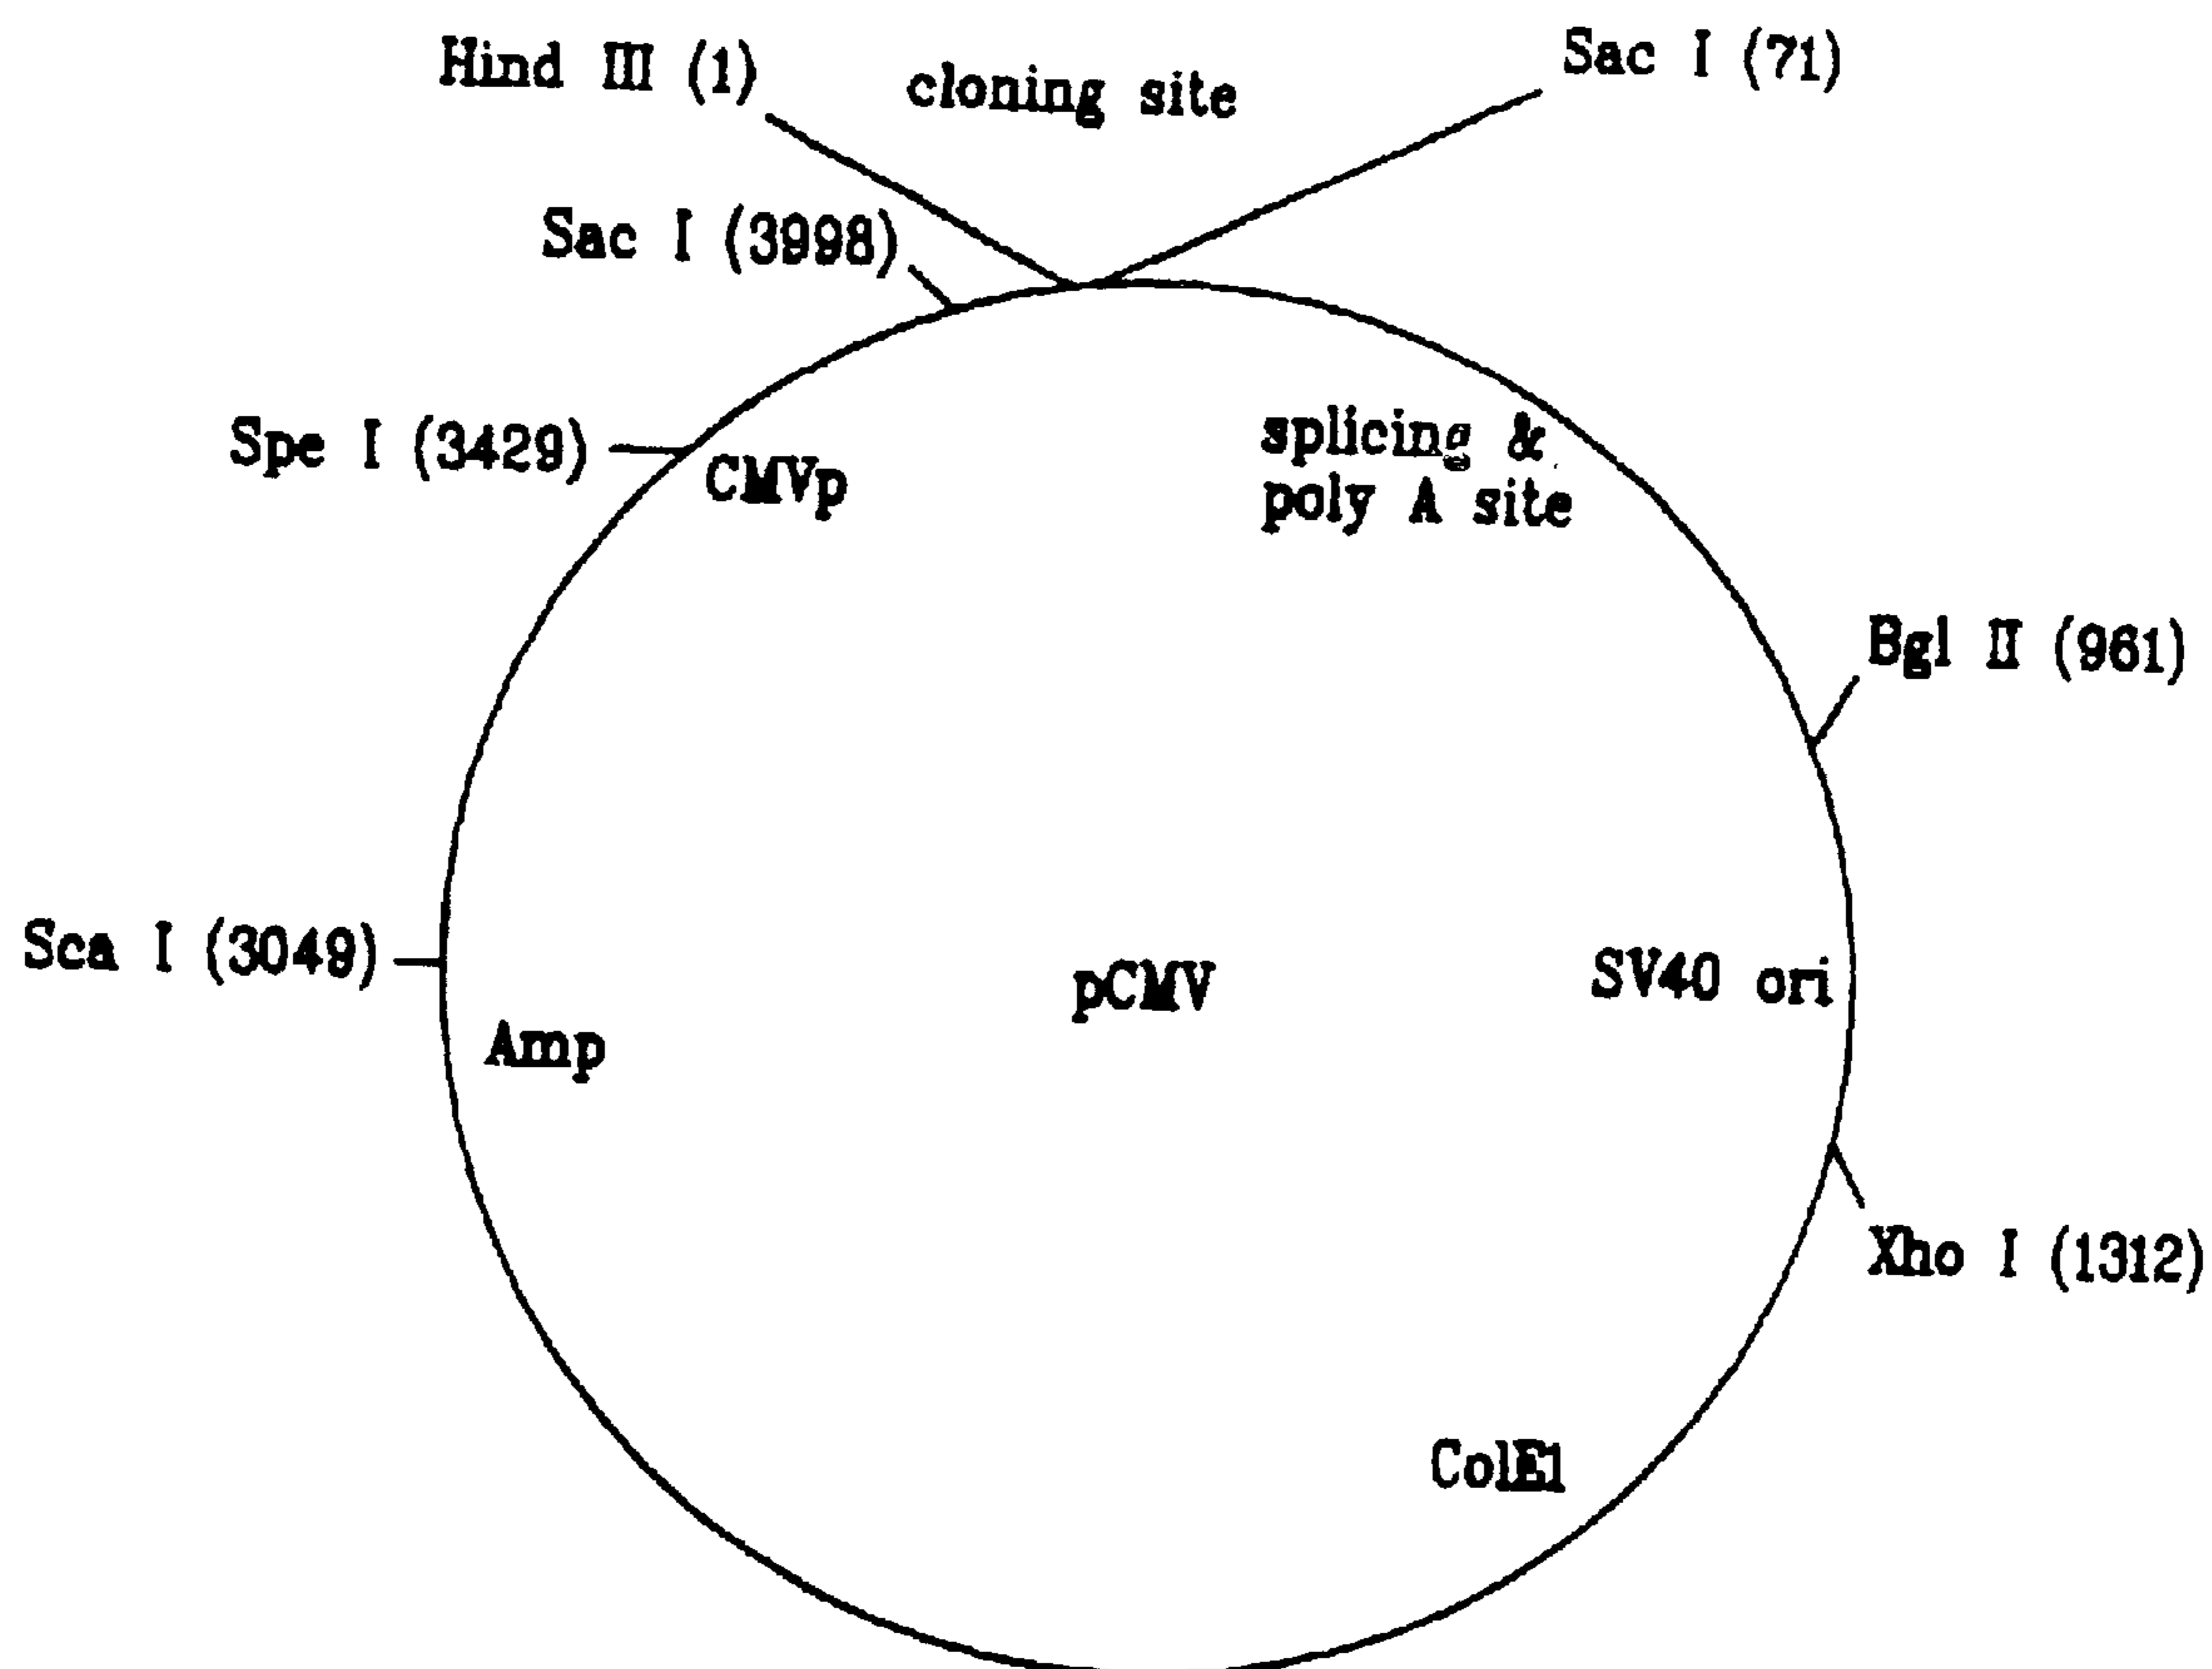 Hind III (1)
cloning site
Sac I (71)
Sac I (3998)
Spe I (3429)
CMVp
splicing &
poly A site
Bgl II (961)
Sca I (3049)
pCMV
SV40 ori
Amp
Xho I (1312)
ColE1